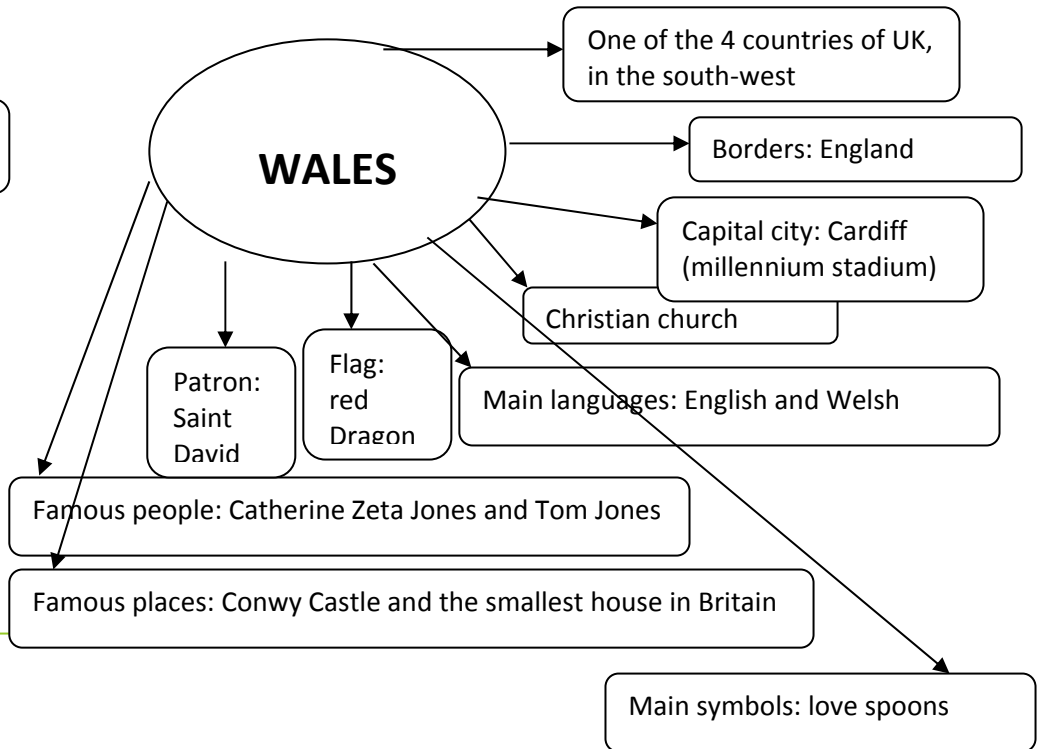 One of the 4 countries of UK,
in the south-west
WALES
Borders: England
Capital city: Cardiff
(millennium stadium)
Christian church
Flag:
red
Dragon
Patron:
Saint
David
Main languages: English and Welsh
Famous people: Catherine Zeta Jones and Tom Jones
Famous places: Conwy Castle and the smallest house in Britain
Main symbols: love spoons